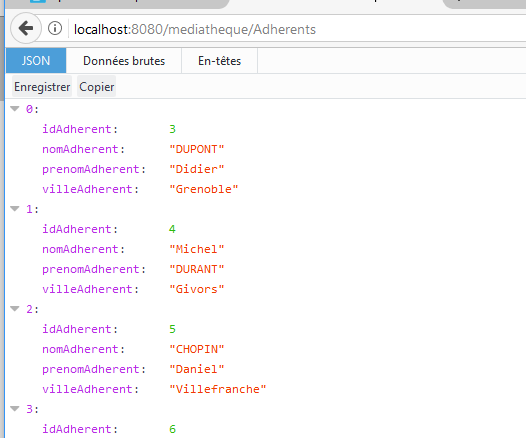 localhost:8080/mediatheque/Adherents
JSON Données brutes En-têtes
Enregistrer Copier
0:
idAdherent: 3
nomAdherent: "DUPONT"
prenomAdherent: "Didier"
villeAdherent: "Grenoble"
1:
idAdherent: 4
nomAdherent: "Michel"
prenomAdherent: "DURANT"
villeAdherent: "Givors"
2:
idAdherent: 5
nomAdherent: "CHOPIN"
prenomAdherent: "Daniel"
villeAdherent: "Villefranche"
3:
idAdherent: 6